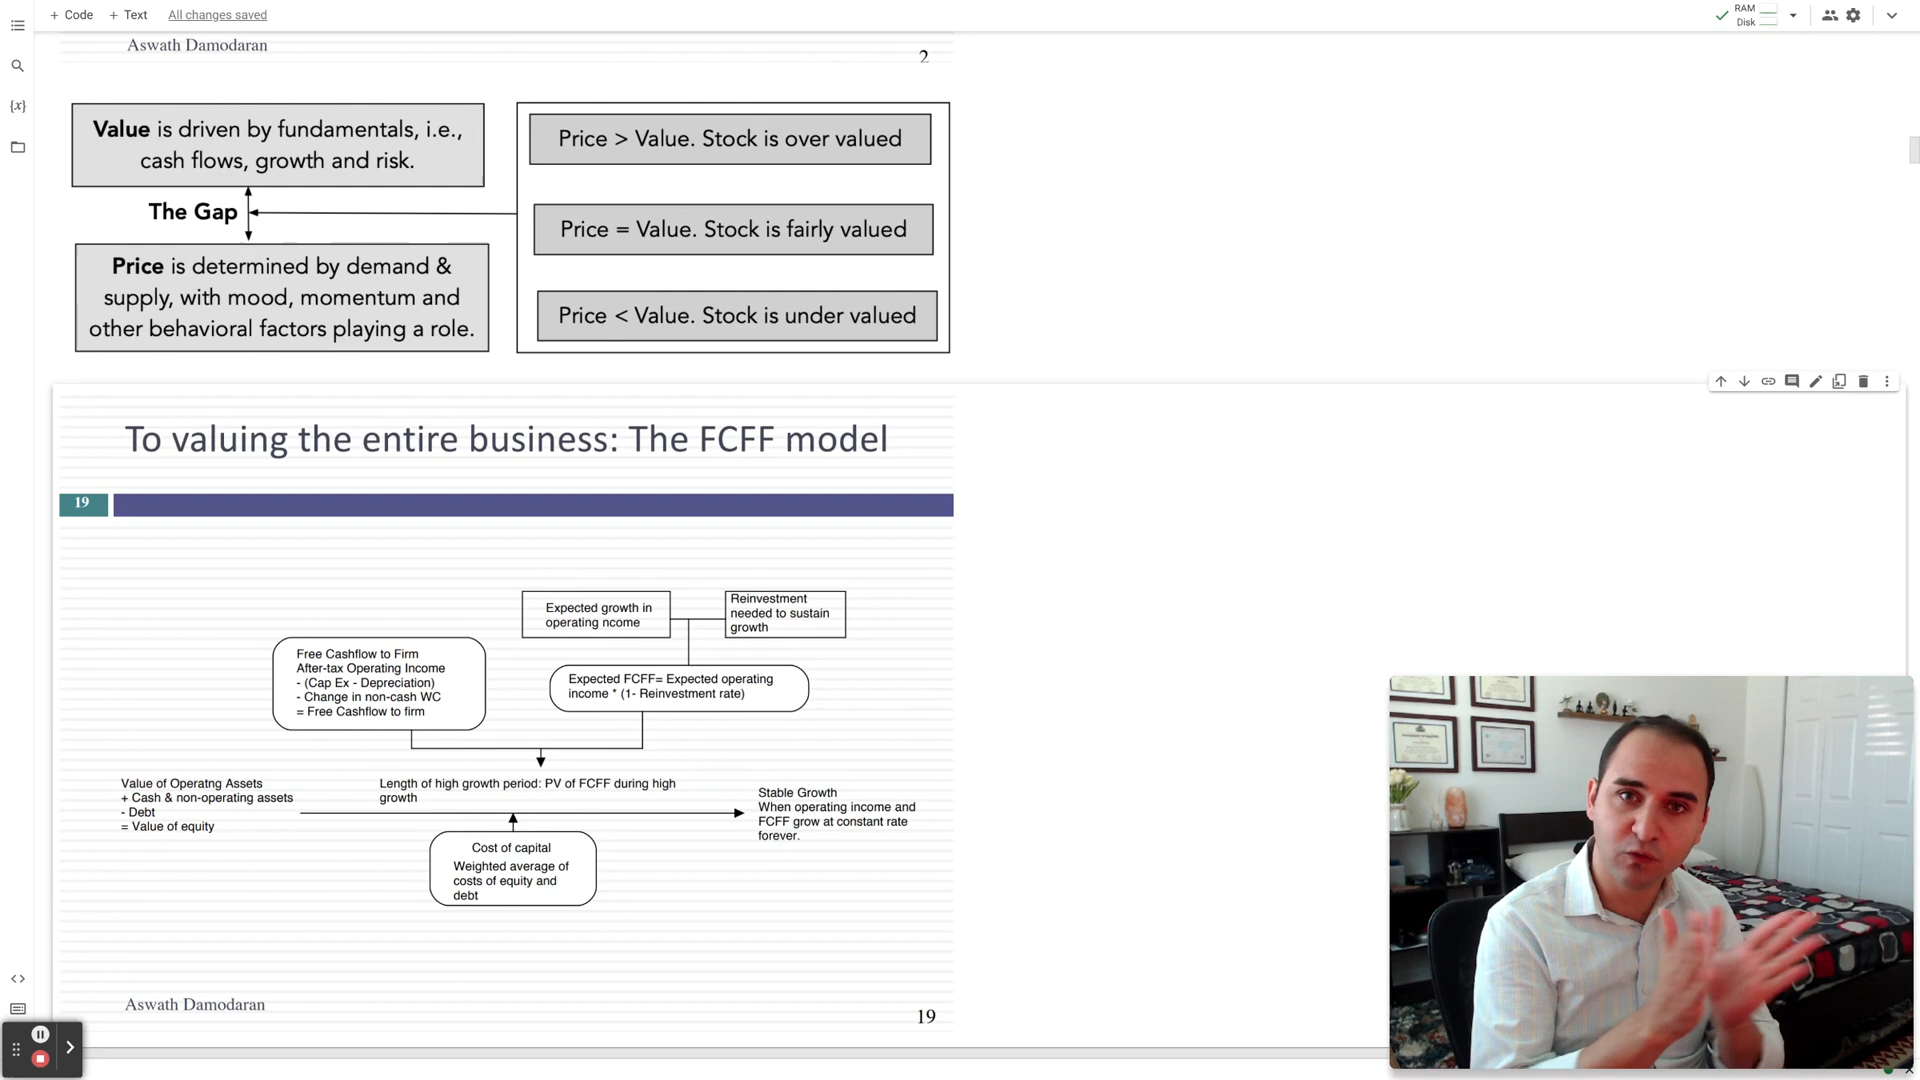 + Code + Text All changes saved
RAM
Disk
Aswath Damodaran
2
Value is driven by fundamentals, i.e.,
cash flows, growth and risk.
The Gap
Price is determined by demand &
supply, with mood, momentum and
other behavioral factors playing a role.
Price > Value. Stock is over valued
Price = Value. Stock is fairly valued
Price < Value. Stock is under valued
{x}
To valuing the entire business: The FCFF model
19
Expected growth in
operating ncome
Reinvestment
needed to sustain
growth
Free Cashflow to Firm
After-tax Operating Income
- (Cap Ex - Depreciation)
- Change in non-cash WC
= Free Cashflow to firm
Expected FCFF= Expected operating
income * (1- Reinvestment rate)
Value of Operatng Assets
+ Cash & non-operating assets
- Debt
= Value of equity
Length of high growth period: PV of FCFF during high
growth
Stable Growth
When operating income and
FCFF grow at constant rate
forever.
Cost of capital
Weighted average of
costs of equity and
debt
Aswath Damodaran
19